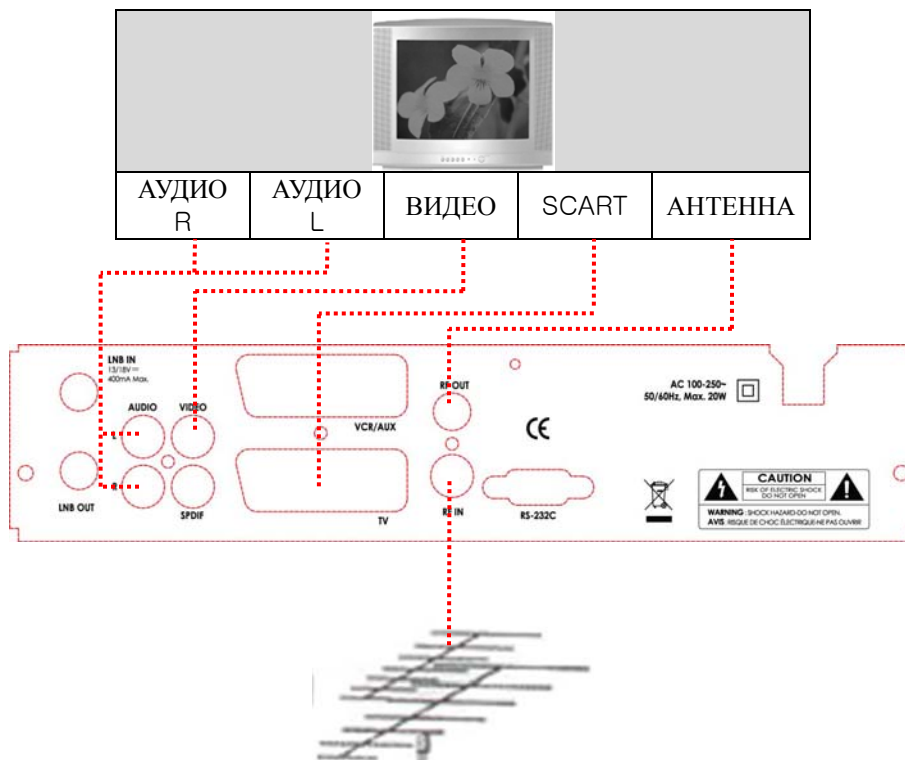 АУДИО
R
АУДИО
L
ВИДЕО
SCART
АНТЕННА
LNB IN
13/18V
400mA Max.
AUDIO
VIDEO
L
R
LNB OUT
SPDIF
VCR/AUX
TV
RF OUT
RF IN
CE
RS-232C
AC 100-250~
50/60Hz, Max. 20W
CAUTION
RISK OF ELECTRIC SHOCK
DO NOT OPEN
WARNING : SHOCK HAZARD-DO NOT OPEN.
AVIS: RISQUE DE CHOC ÉLECTRIQUE-NE PAS OUVRIR